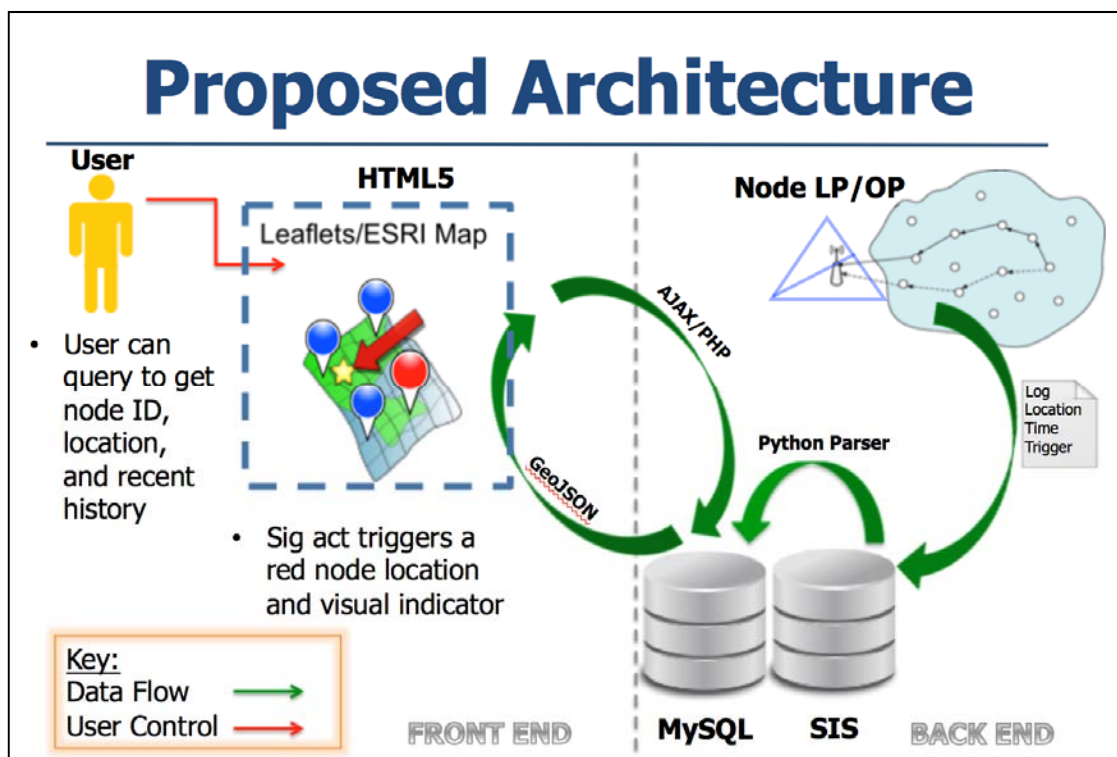 Proposed Architecture
User
HTML5
Node LP/OP
Leaflets/ESRI Map
AJAX/PHP
GeoJSON
Python Parser
Log
Location
Time
Trigger
• User can
query to get
node ID,
location,
and recent
history
• Sig act triggers a
red node location
and visual indicator
Key:
Data Flow
User Control
FRONT END
MySQL
SIS
BACK END